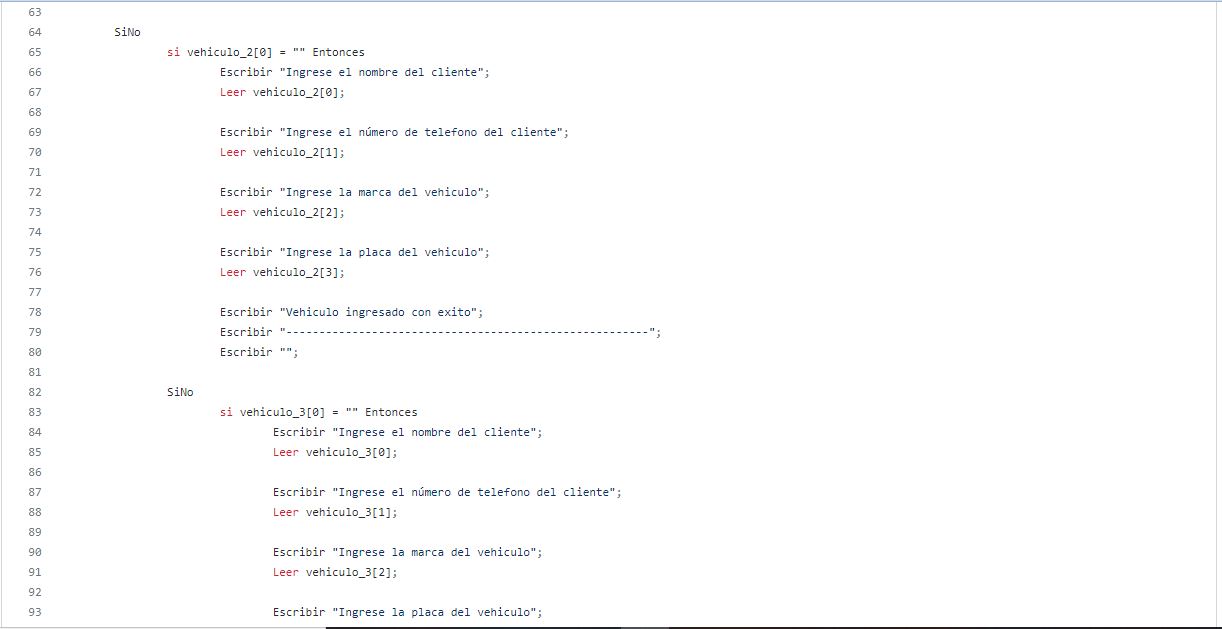 63
64 SiNo
65 si vehiculo_2[0] = "" Entonces
66 Escribir "Ingrese el nombre del cliente";
67 Leer vehiculo_2[0];
68
69 Escribir "Ingrese el número de telefono del cliente";
70 Leer vehiculo_2[1];
71
72 Escribir "Ingrese la marca del vehiculo";
73 Leer vehiculo_2[2];
74
75 Escribir "Ingrese la placa del vehiculo";
76 Leer vehiculo_2[3];
77
78 Escribir "Vehiculo ingresado con exito";
79 Escribir "-------------------------------------------------------";
80 Escribir "";
81
82 SiNo
83 si vehiculo_3[0] = "" Entonces
84 Escribir "Ingrese el nombre del cliente";
85 Leer vehiculo_3[0];
86
87 Escribir "Ingrese el número de telefono del cliente";
88 Leer vehiculo_3[1];
89
90 Escribir "Ingrese la marca del vehiculo";
91 Leer vehiculo_3[2];
92
93 Escribir "Ingrese la placa del vehiculo";